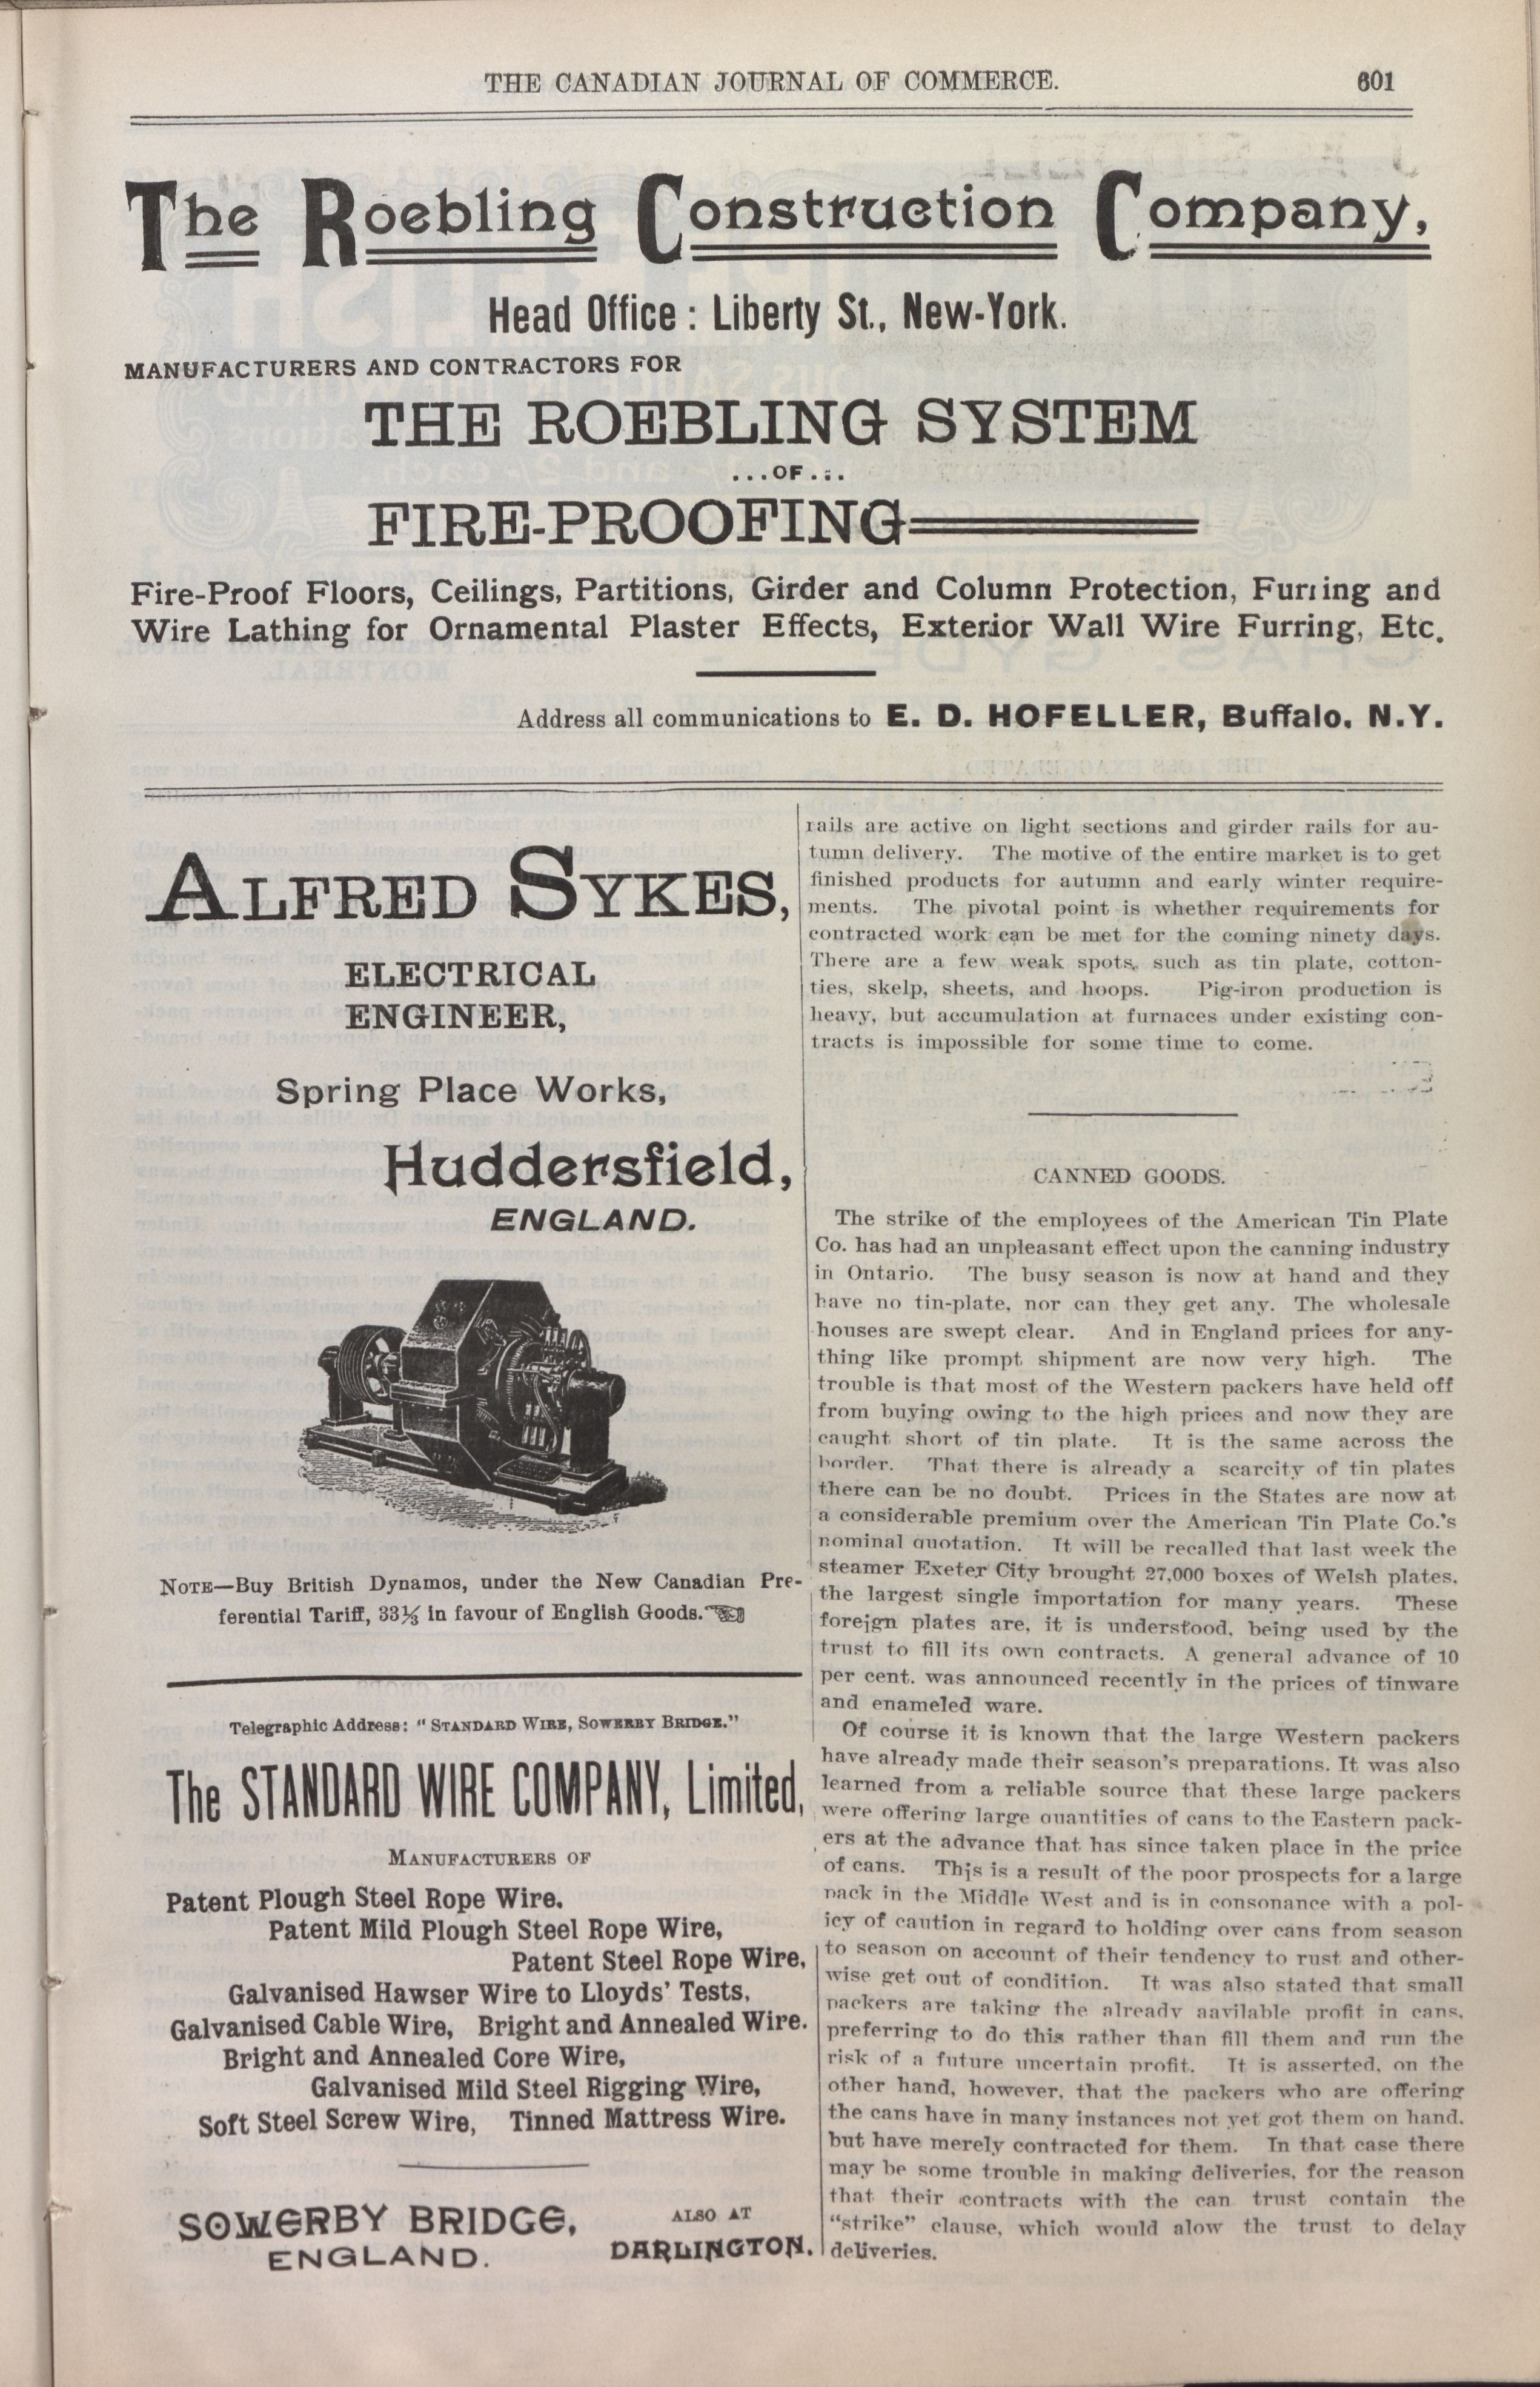 THE CANADIAN JOURNAL OF COMMERCE. 601
The Roebling Construction Company,
Head Office : Liberty St., New-York.
MANUFACTURERS AND CONTRACTORS FOR
THE ROEBLING SYSTEM
...OF...
FIRE-PROOFING
Fire-Proof Floors, Ceilings, Partitions, Girder and Column Protection, Furring and
Wire Lathing for Ornamental Plaster Effects, Exterior Wall Wire Furring, Etc.
Address all communications to E. D. HOFELLER, Buffalo, N.Y.
ALFRED SYKES,
ELECTRICAL
ENGINEER,
Spring Place Works,
Huddersfield,
ENGLAND.
NOTE—Buy British Dynamos, under the New Canadian Pre-
ferential Tariff, 33⅓ in favour of English Goods.
Telegraphic Address: "STANDARD WIRE, SOWERBY BRIDGE."
The STANDARD WIRE COMPANY, Limited,
MANUFACTURERS OF
Patent Plough Steel Rope Wire.
Patent Mild Plough Steel Rope Wire,
Patent Steel Rope Wire,
Galvanised Hawser Wire to Lloyds' Tests,
Galvanised Cable Wire, Bright and Annealed Wire.
Bright and Annealed Core Wire,
Galvanised Mild Steel Rigging Wire,
Soft Steel Screw Wire, Tinned Mattress Wire.
SOWERBY BRIDGE,
ENGLAND.
ALSO AT
DARLINGTON.
rails are active on light sections and girder rails for au-
tumn delivery. The motive of the entire market is to get
finished products for autumn and early winter require-
ments. The pivotal point is whether requirements for
contracted work can be met for the coming ninety days.
There are a few weak spots, such as tin plate, cotton-
ties, skelp, sheets, and hoops. Pig-iron production is
heavy, but accumulation at furnaces under existing con-
tracts is impossible for some time to come.
CANNED GOODS.
The strike of the employees of the American Tin Plate
Co. has had an unpleasant effect upon the canning industry
in Ontario. The busy season is now at hand and they
have no tin-plate, nor can they get any. The wholesale
houses are swept clear. And in England prices for any-
thing like prompt shipment are now very high. The
trouble is that most of the Western packers have held off
from buying owing to the high prices and now they are
caught short of tin plate. It is the same across the
border. That there is already a scarcity of tin plates
there can be no doubt. Prices in the States are now at
a considerable premium over the American Tin Plate Co.'s
nominal quotation. It will be recalled that last week the
steamer Exeter City brought 27,000 boxes of Welsh plates,
the largest single importation for many years. These
foreign plates are, it is understood, being used by the
trust to fill its own contracts. A general advance of 10
per cent. was announced recently in the prices of tinware
and enameled ware.
Of course it is known that the large Western packers
have already made their season's preparations. It was also
learned from a reliable source that these large packers
were offering large quantities of cans to the Eastern pack-
ers at the advance that has since taken place in the price
of cans. This is a result of the poor prospects for a large
pack in the Middle West and is in consonance with a pol-
icy of caution in regard to holding over cans from season
to season on account of their tendency to rust and other-
wise get out of condition. It was also stated that small
packers are taking the already aavilable profit in cans,
preferring to do this rather than fill them and run the
risk of a future uncertain profit. It is asserted, on the
other hand, however, that the packers who are offering
the cans have in many instances not yet got them on hand,
but have merely contracted for them. In that case there
may be some trouble in making deliveries, for the reason
that their contracts with the can trust contain the
"strike" clause, which would alow the trust to delay
deliveries.